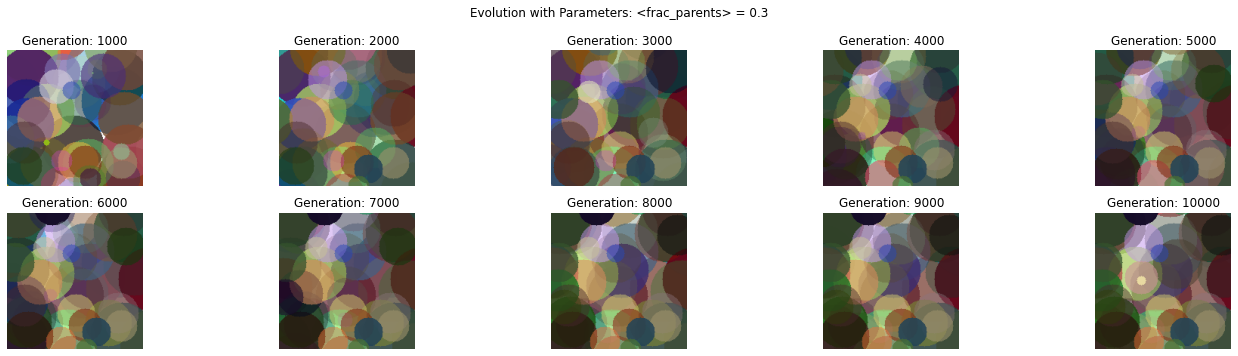 Evolution with Parameters: <frac_parents> = 0.3
Generation: 1000
Generation: 2000
Generation: 3000
Generation: 4000
Generation: 5000
Generation: 6000
Generation: 7000
Generation: 8000
Generation: 9000
Generation: 10000